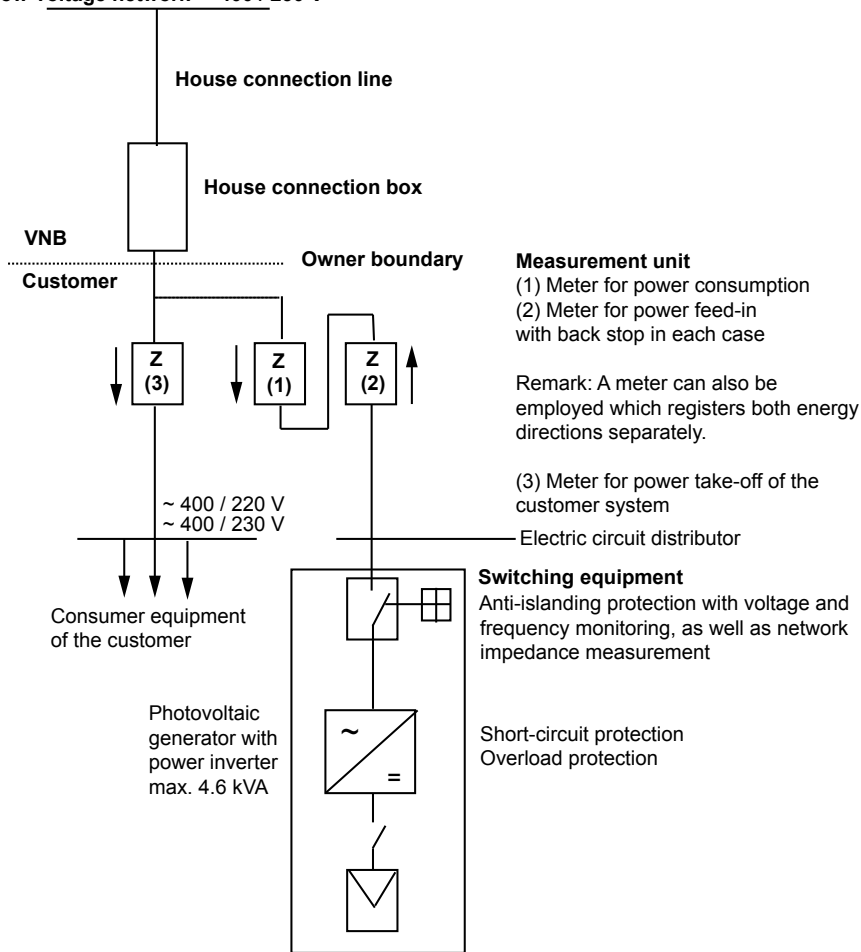 House connection line
House connection box
VNB
Owner boundary
Customer
Measurement unit
(1) Meter for power consumption
(2) Meter for power feed-in
with back stop in each case
Remark: A meter can also be
employed which registers both energy
directions separately.
(3) Meter for power take-off of the
customer system
Z
(3)
Z
(1)
Z
(2)
~ 400 / 220 V
~ 400 / 230 V
Electric circuit distributor
Consumer equipment
of the customer
Switching equipment
Anti-islanding protection with voltage and
frequency monitoring, as well as network
impedance measurement
Photovoltaic
generator with
power inverter
max. 4.6 kVA
~
=
Short-circuit protection
Overload protection